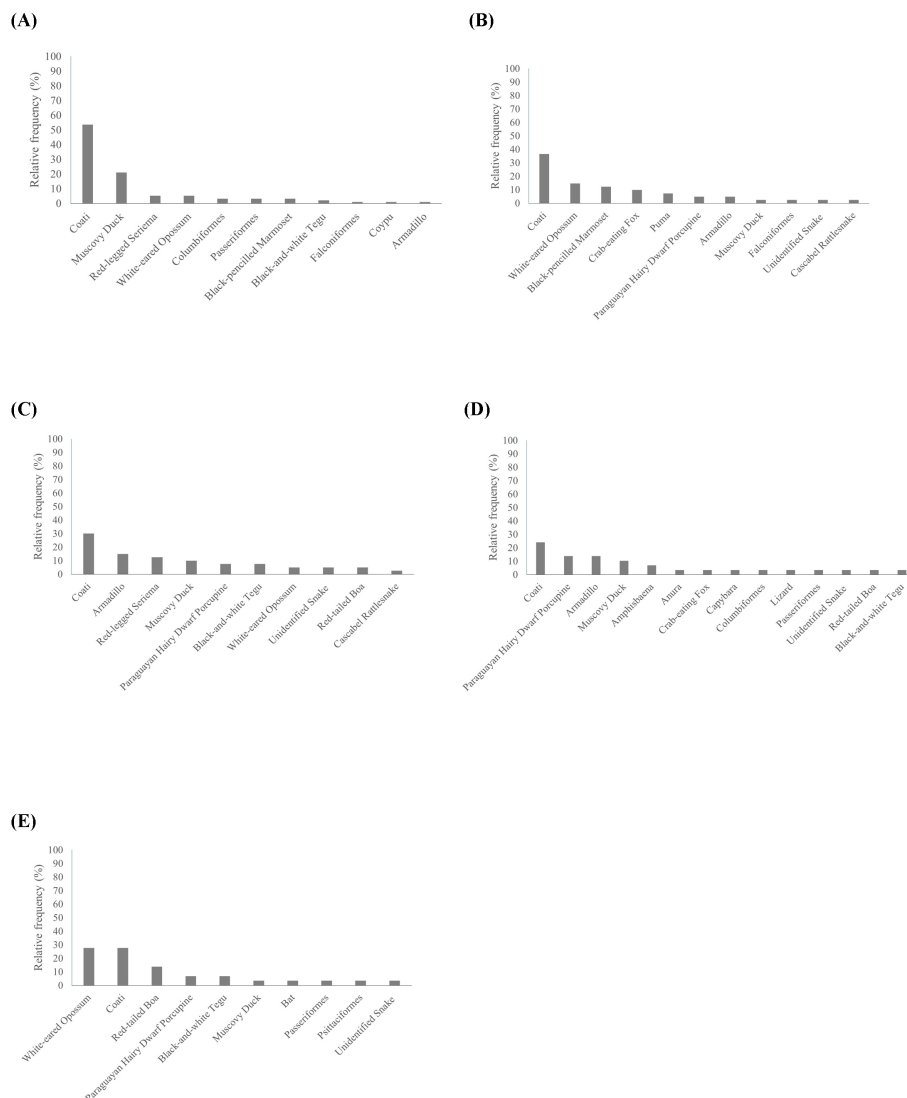 (A)
Relative frequency (%)
100
90
80
70
60
50
40
30
20
10
0
Coati
Muscovy Duck
Red-legged Seriema
White-eared Opossum
Columbiformes
Passeriformes
Black-pencilled Marmoset
Black-and-white Tegu
Falconiformes
Coypu
Armadillo
(B)
Relative frequency (%)
100
90
80
70
60
50
40
30
20
10
0
Coati
White-eared Opossum
Black-pencilled Marmoset
Crab-eating Fox
Puma
Paraguayan Hairy Dwarf Porcupine
Armadillo
Muscovy Duck
Falconiformes
Unidentified Snake
Cascabel Rattlesnake
(C)
Relative frequency (%)
100
90
80
70
60
50
40
30
20
10
0
Coati
Armadillo
Red-legged Seriema
Muscovy Duck
Paraguayan Hairy Dwarf Porcupine
Black-and-white Tegu
White-eared Opossum
Unidentified Snake
Red-tailed Boa
Cascabel Rattlesnake
(D)
Relative frequency (%)
100
90
80
70
60
50
40
30
20
10
0
Coati
Paraguayan Hairy Dwarf Porcupine
Armadillo
Muscovy Duck
Amphisbaena
Anura
Crab-eating Fox
Capybara
Columbiformes
Lizard
Passeriformes
Unidentified Snake
Red-tailed Boa
Black-and-white Tegu
(E)
Relative frequency (%)
100
90
80
70
60
50
40
30
20
10
0
White-eared Opossum
Coati
Red-tailed Boa
Paraguayan Hairy Dwarf Porcupine
Black-and-white Tegu
Muscovy Duck
Bat
Passeriformes
Psittaciformes
Unidentified Snake